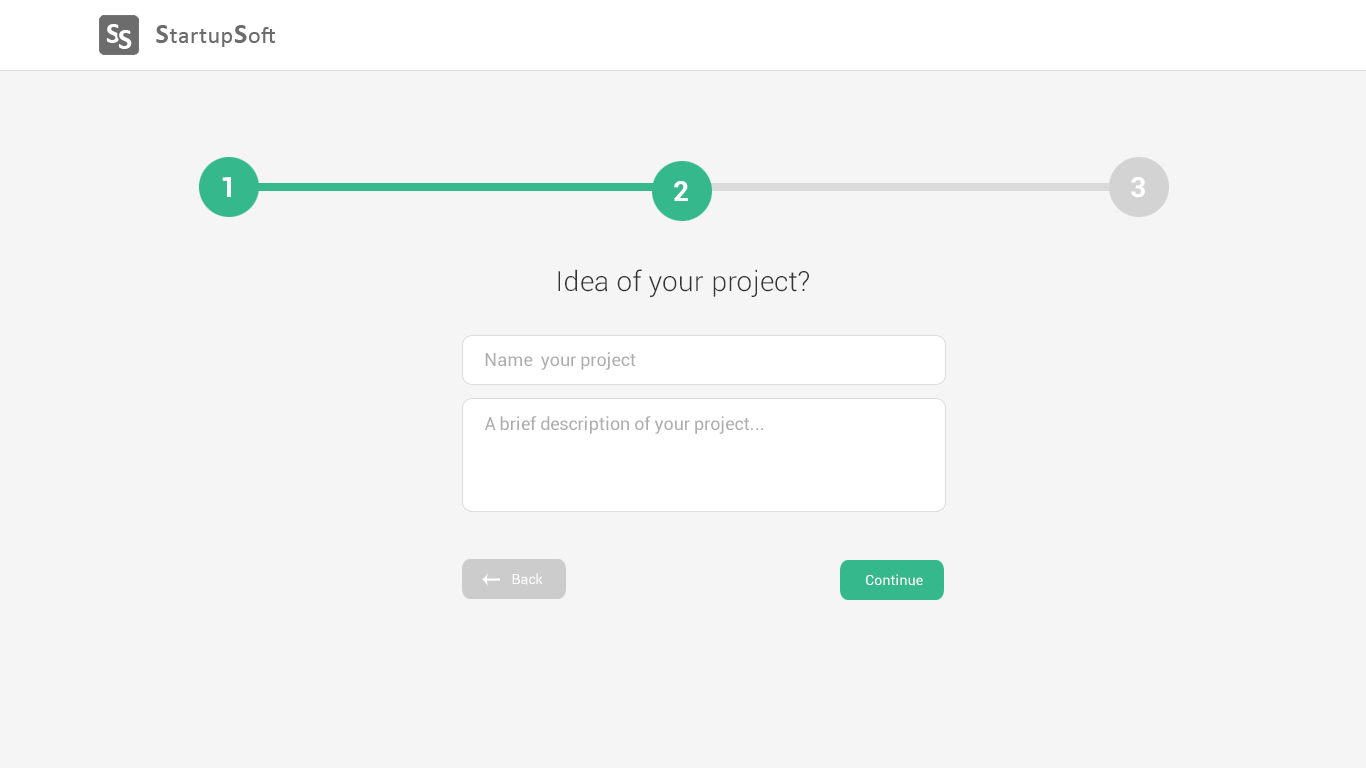 SS StartupSoft
1 2 3
Idea of your project?
Name  your project
A brief description of your project...
Back Continue